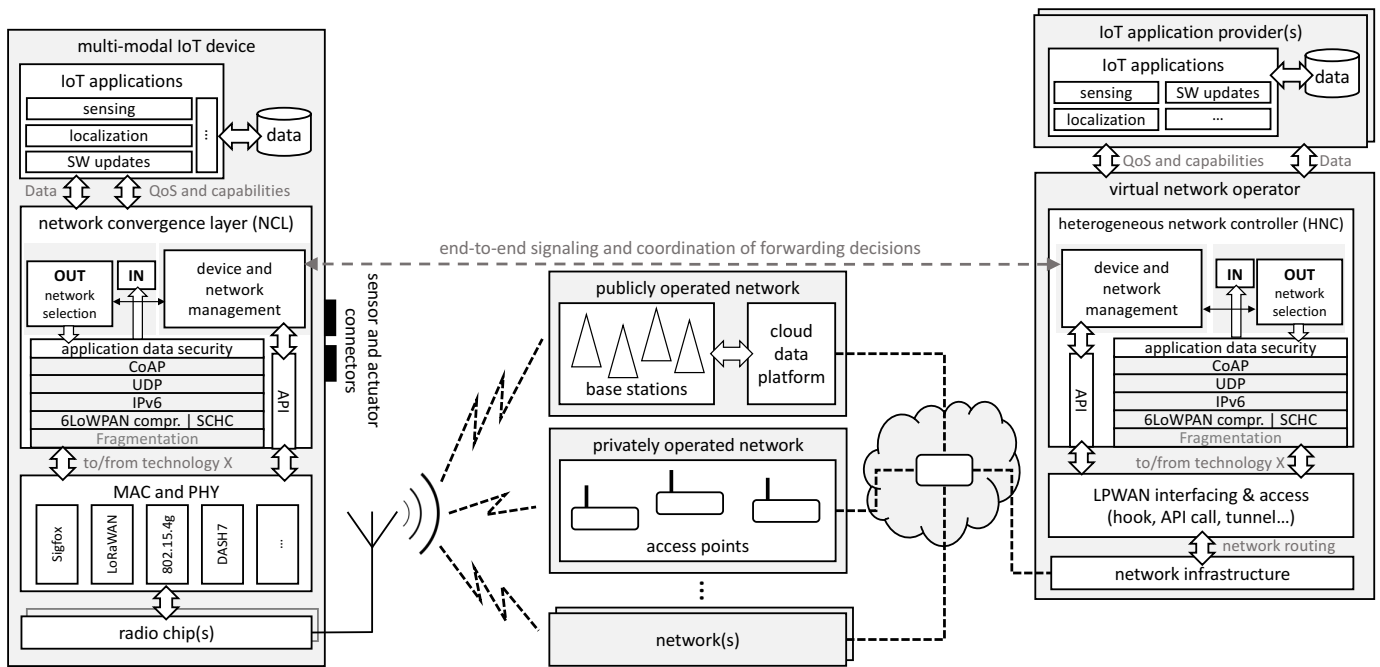 multi-modal IoT device
IoT applications
sensing
localization
SW updates
...
data
Data
QoS and capabilities
network convergence layer (NCL)
OUT
network
selection
IN
device and
network
management
application data security
CoAP
UDP
IPv6
6LoWPAN compr. | SCHC
Fragmentation
API
to/from technology X
MAC and PHY
Sigfox
LoRaWAN
802.15.4g
DASH7
...
radio chip(s)
sensor and actuator
connectors
end-to-end signaling and coordination of forwarding decisions
publicly operated network
base stations
cloud
data
platform
privately operated network
access points
...
network(s)
IoT application provider(s)
IoT applications
sensing
SW updates
localization
...
data
QoS and capabilities
Data
virtual network operator
heterogeneous network controller (HNC)
device and
network
management
IN
OUT
network
selection
application data security
CoAP
UDP
IPv6
6LoWPAN compr. | SCHC
Fragmentation
API
to/from technology X
LPWAN interfacing & access
(hook, API call, tunnel...)
network routing
network infrastructure